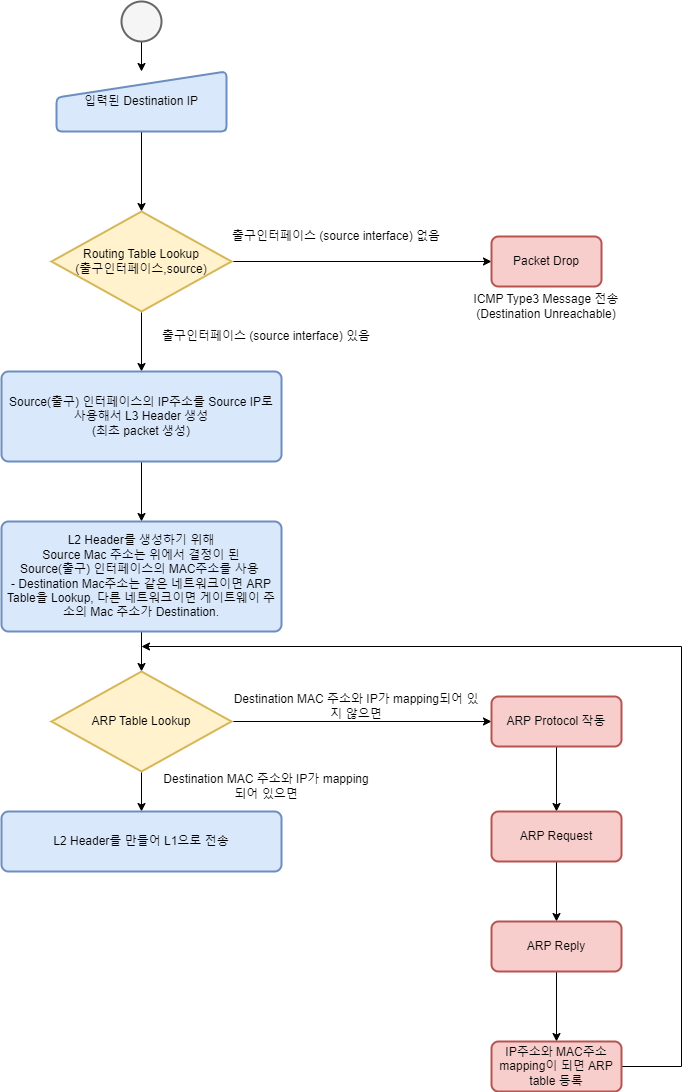 입력된 Destination IP
출구인터페이스 (source interface) 없음
Routing Table Lookup
(출구인터페이스,source)
Packet Drop
ICMP Type3 Message 전송
(Destination Unreachable)
출구인터페이스 (source interface) 있음
Source(출구) 인터페이스의 IP주소를 Source IP로
사용해서 L3 Header 생성
(최초 packet 생성)
L2 Header를 생성하기 위해
Source Mac 주소는 위에서 결정이 된
Source(출구) 인터페이스의 MAC주소를 사용
- Destination Mac주소는 같은 네트워크이면 ARP
Table을 Lookup, 다른 네트워크이면 게이트웨이 주
소의 Mac 주소가 Destination.
ARP Table Lookup
Destination MAC 주소와 IP가 mapping되어 있
지 않으면
ARP Protocol 작동
Destination MAC 주소와 IP가 mapping
되어 있으면
L2 Header를 만들어 L1으로 전송
ARP Request
ARP Reply
IP주소와 MAC주소
mapping이 되면 ARP
table 등록